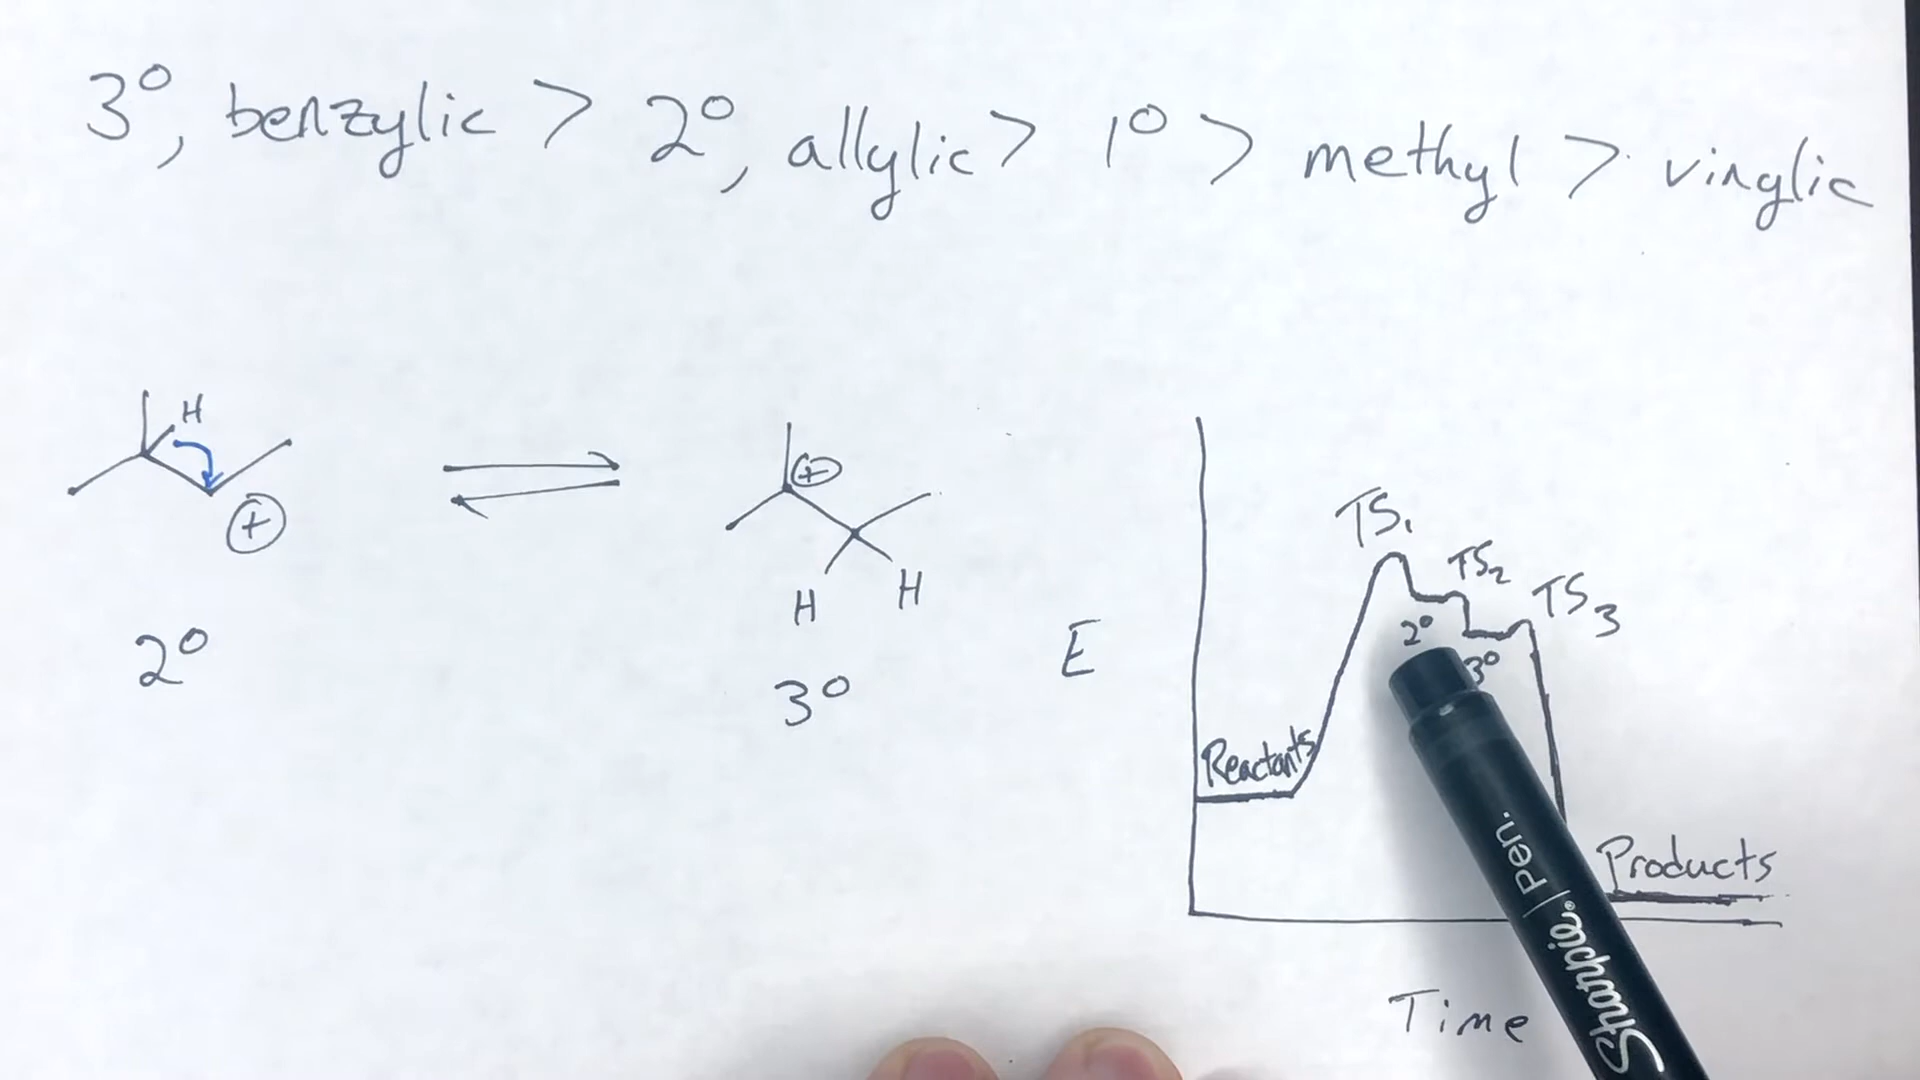 3°, benzylic > 2°, allylic > 1° > methyl > vinylic
H
⊕
2°
⊕
H
H
3°
E
TS₁
TS₂
TS₃
2°
3°
Reactants
Products
Time
Sharpie® | Pen.